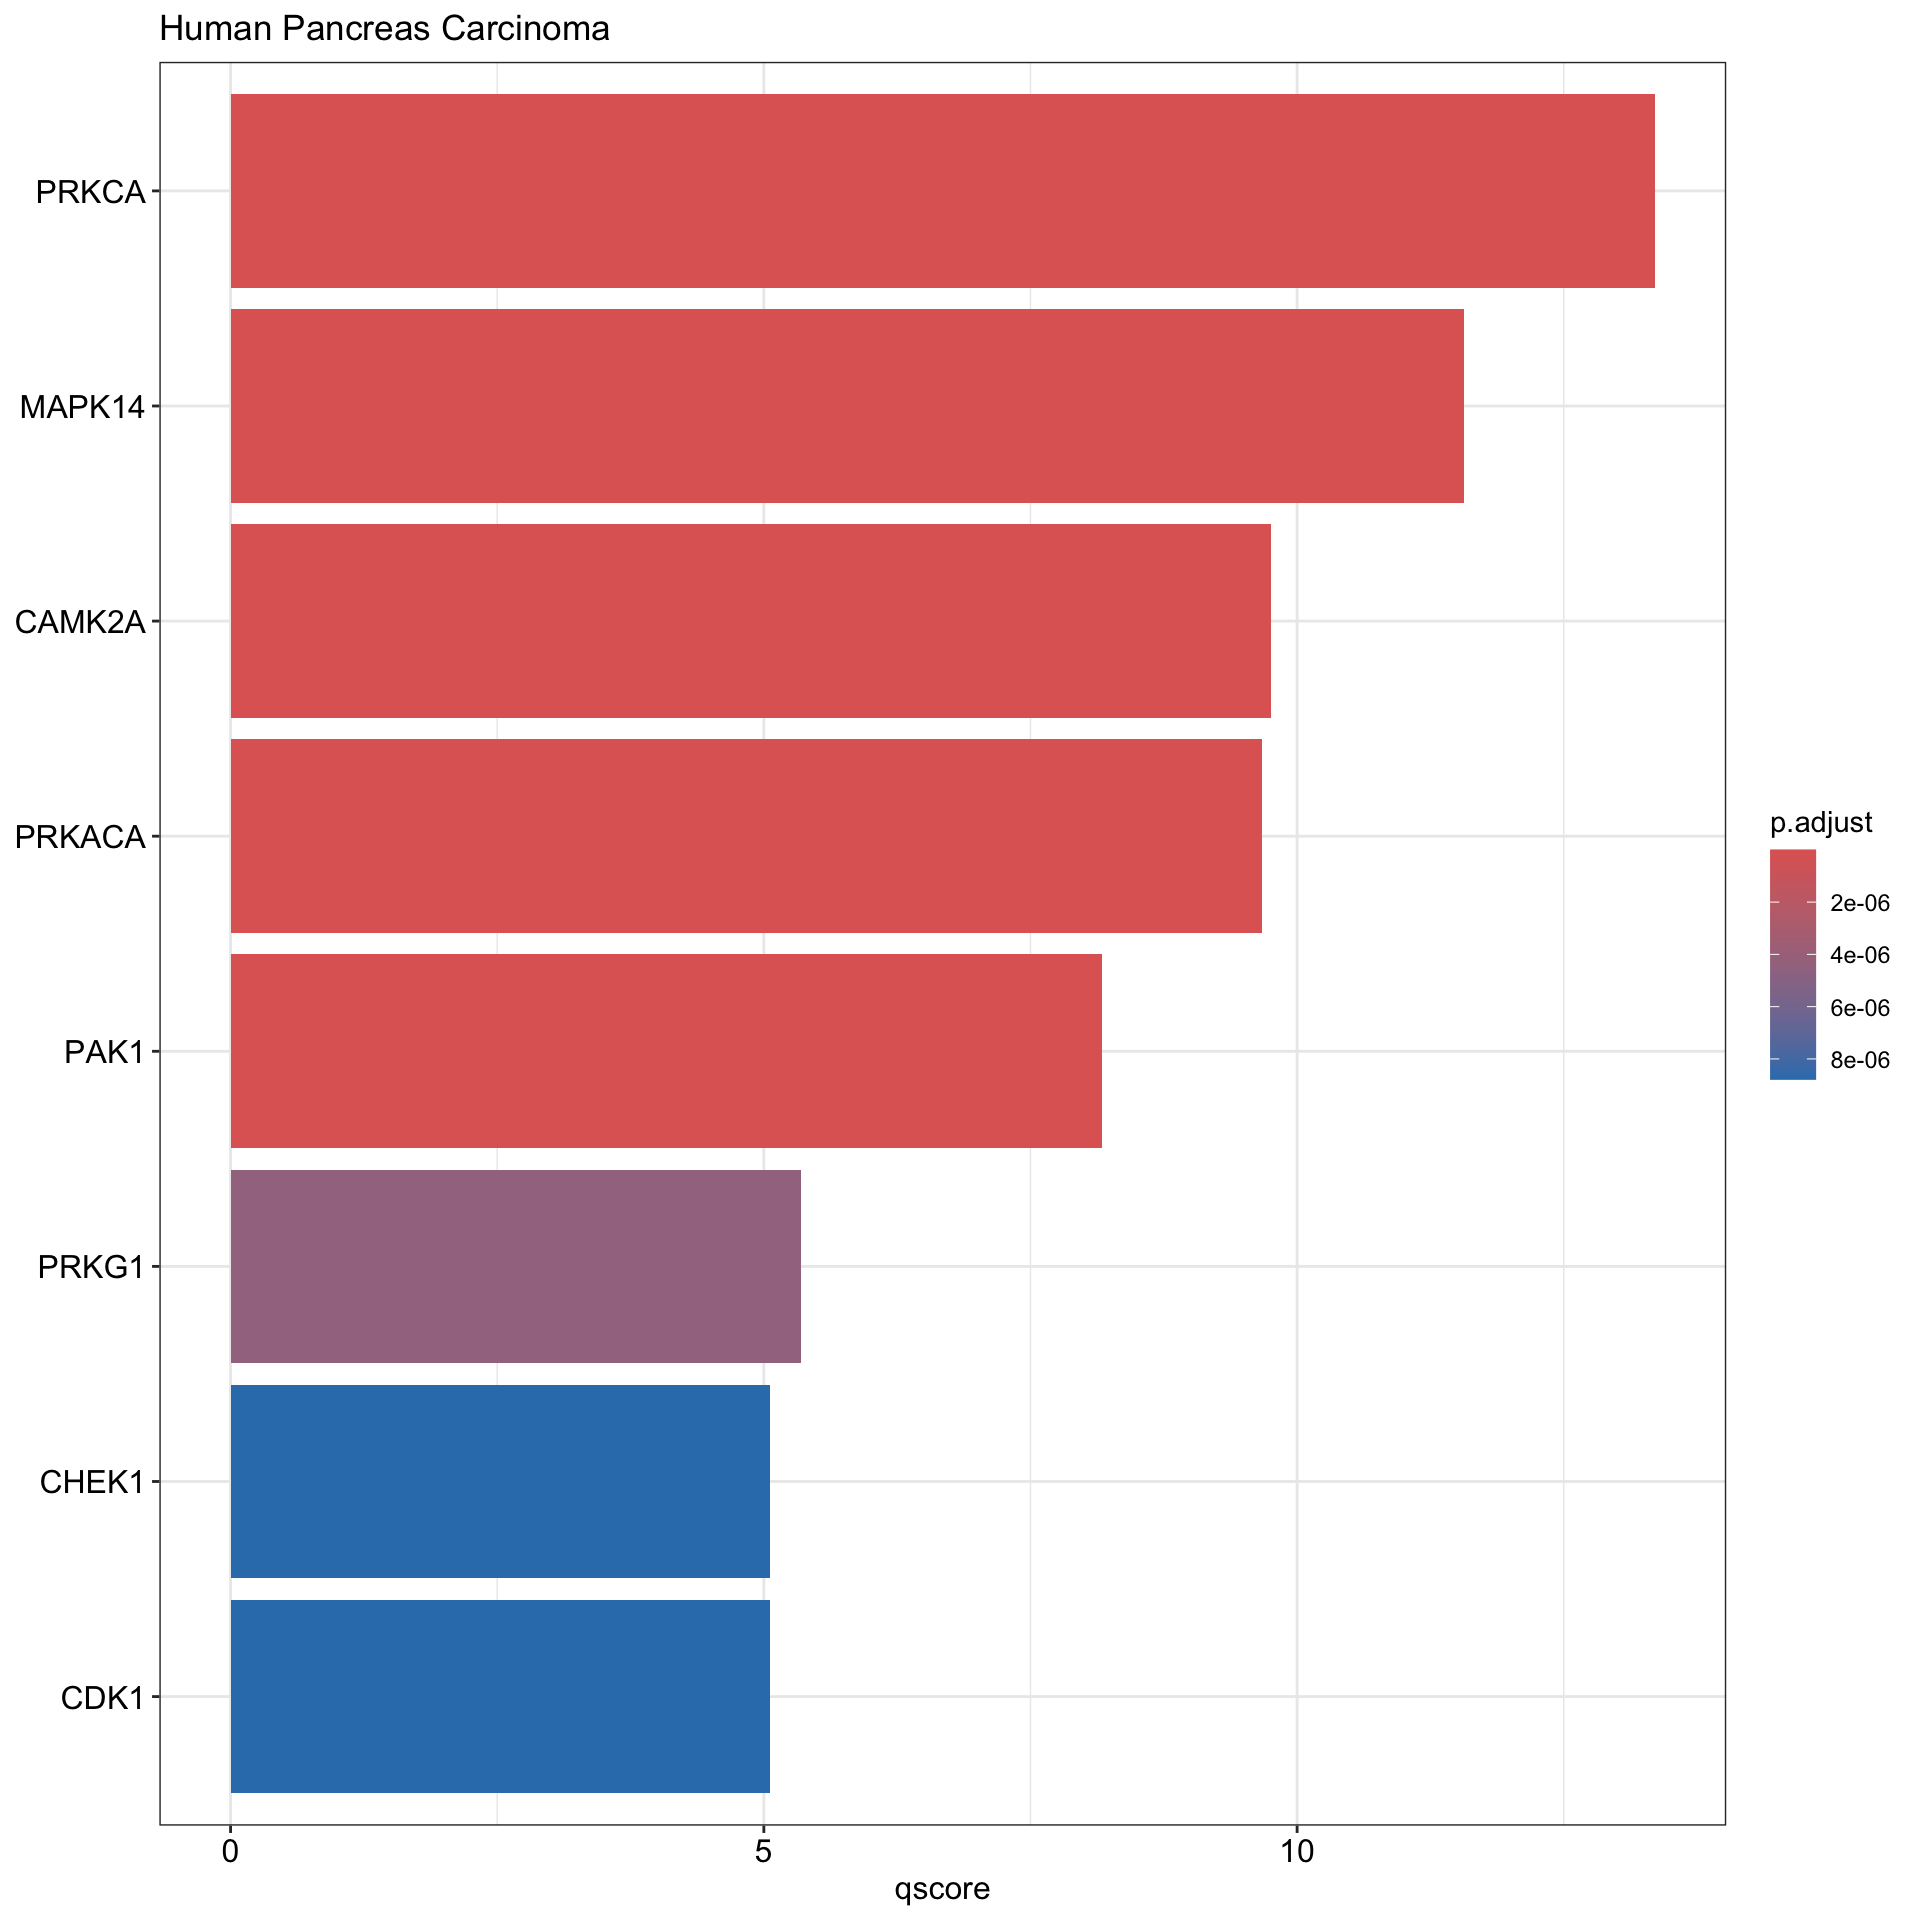 Human Pancreas Carcinoma
PRKCA
MAPK14
CAMK2A
PRKACA
PAK1
PRKG1
CHEK1
CDK1
0 5 10
qscore
p.adjust
2e-06
4e-06
6e-06
8e-06